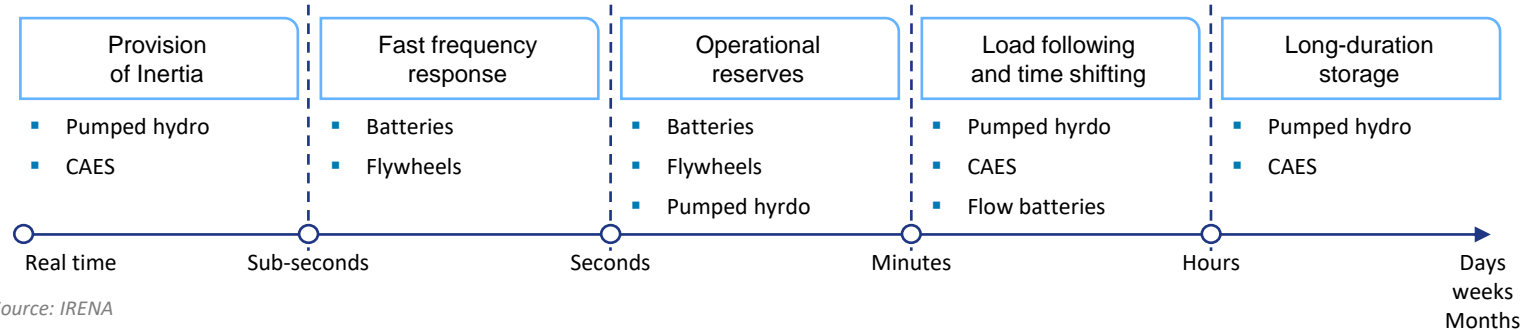 Provision
of Inertia
Fast frequency
response
Operational
reserves
Load following
and time shifting
Long-duration
storage
▪ Pumped hydro
▪ CAES
▪ Batteries
▪ Flywheels
▪ Batteries
▪ Flywheels
▪ Pumped hyrdo
▪ Pumped hyrdo
▪ CAES
▪ Flow batteries
▪ Pumped hydro
▪ CAES
Real time
Sub-seconds
Seconds
Minutes
Hours
Days
weeks
Months
ource: IRENA